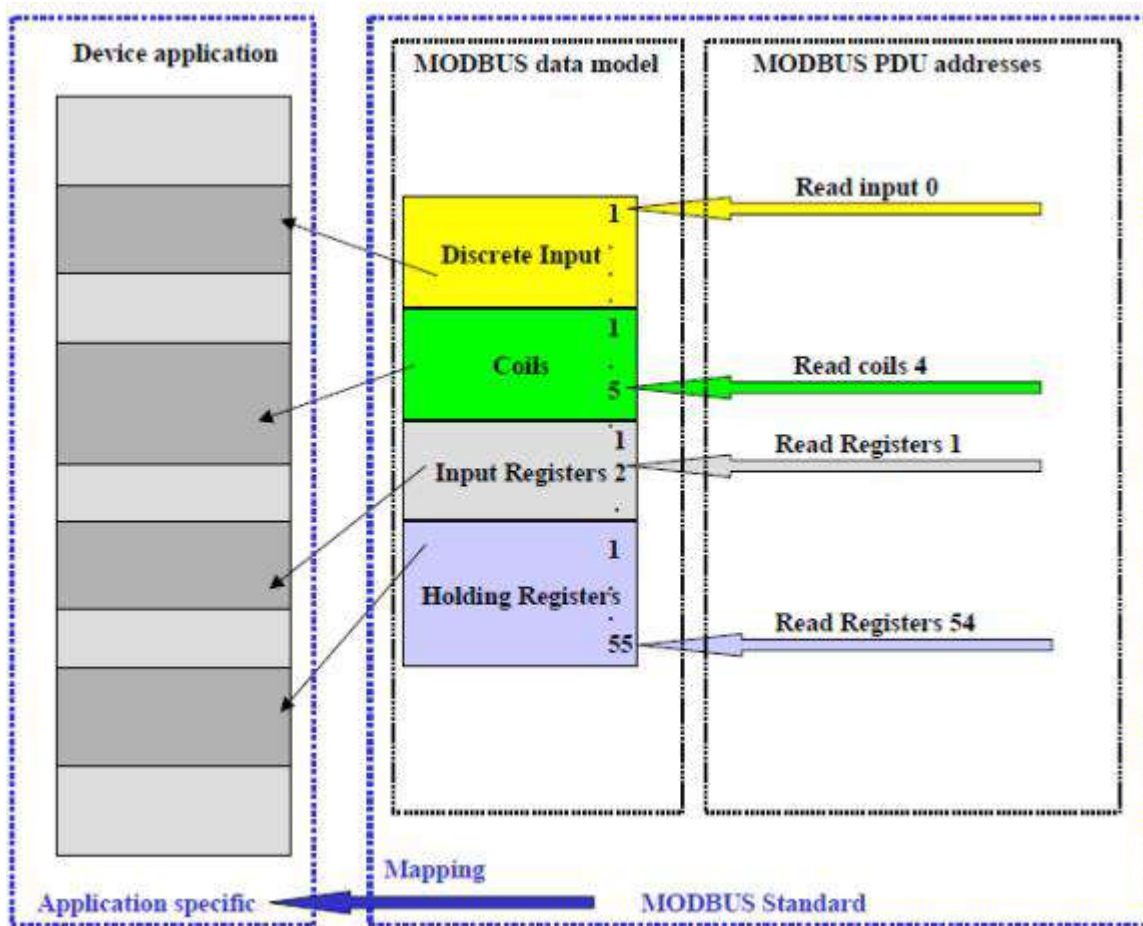 Device application
MODBUS data model
MODBUS PDU addresses
Read input 0
1
.
Discrete Input
.
.
.
1
.
Coils
.
Read coils 4
5
.
Read Registers 1
1
Input Registers 2
.
1
.
Holding Registers
.
Read Registers 54
55
Mapping
Application specific
MODBUS Standard